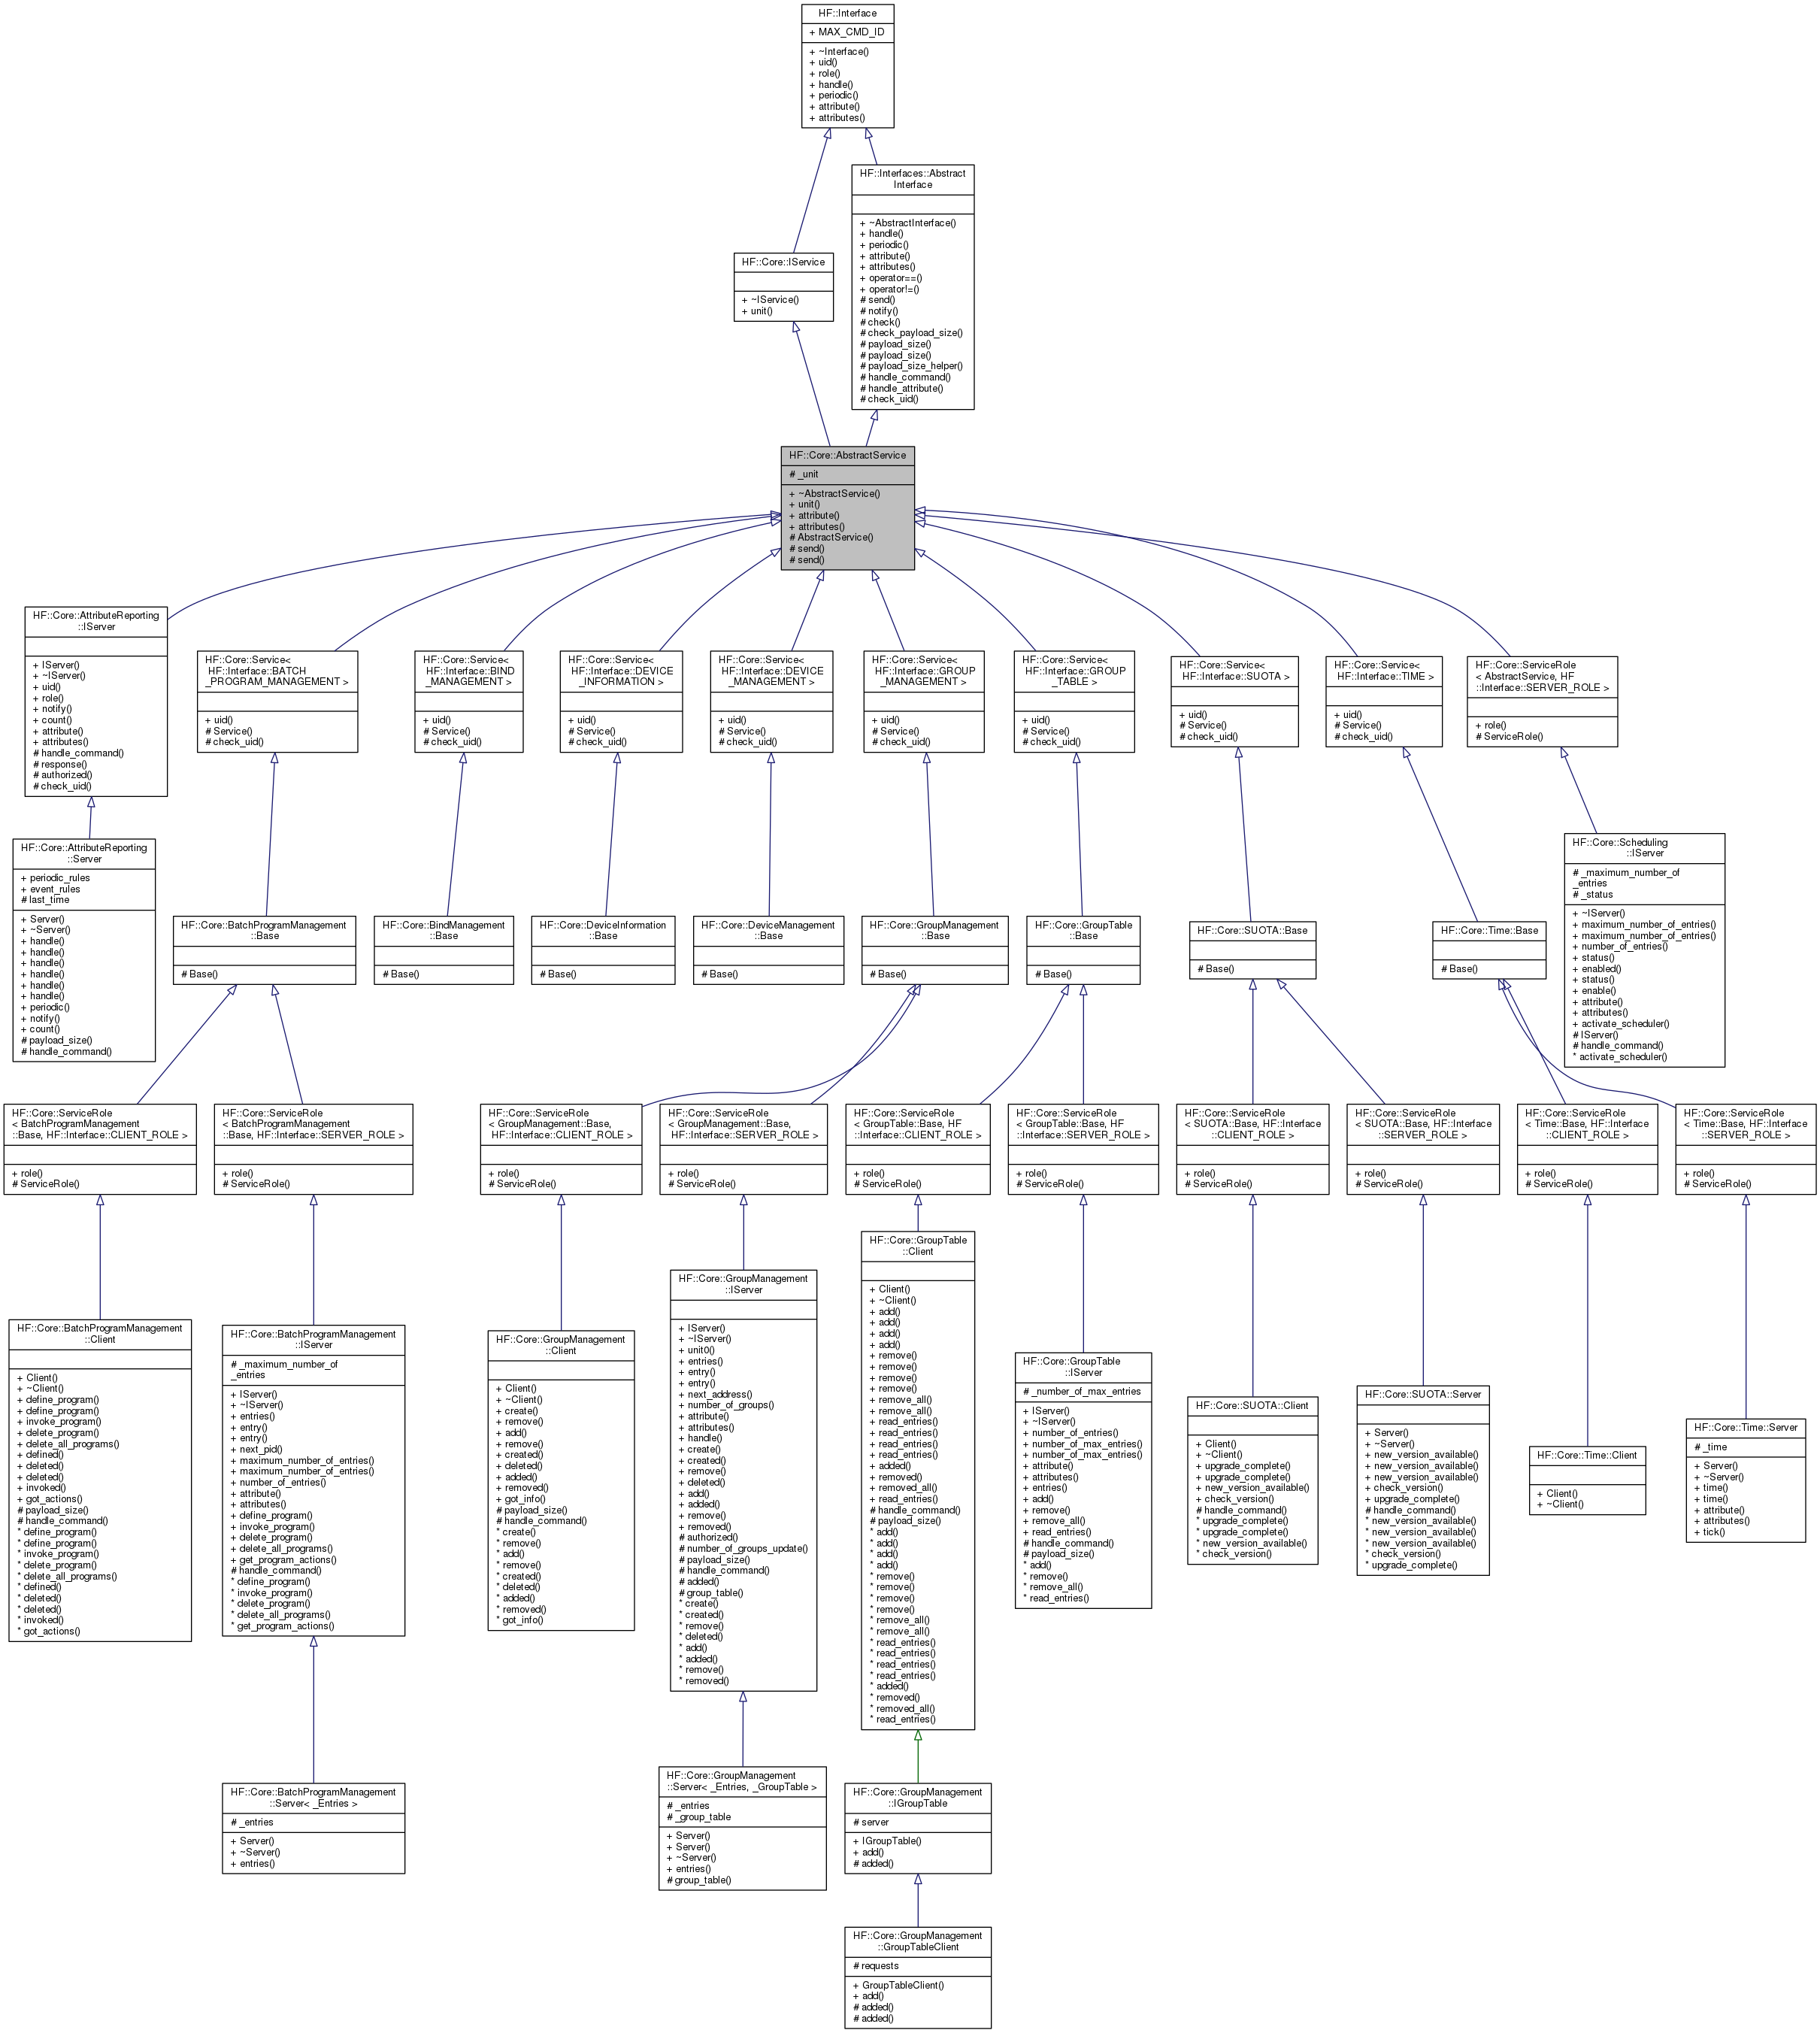 HF::Interface
+ MAX_CMD_ID
+ ~Interface()
+ uid()
+ role()
+ handle()
+ periodic()
+ attribute()
+ attributes()
HF::Interfaces::Abstract
Interface
+ ~AbstractInterface()
+ handle()
+ periodic()
+ attribute()
+ attributes()
+ operator==()
+ operator!=()
# send()
# notify()
# check()
# check_payload_size()
# payload_size()
# payload_size()
# payload_size_helper()
# handle_command()
# handle_attribute()
# check_uid()
HF::Core::IService
+ ~IService()
+ unit()
HF::Core::AbstractService
# _unit
+ ~AbstractService()
+ unit()
+ attribute()
+ attributes()
# AbstractService()
# send()
# send()
HF::Core::AttributeReporting
::IServer
+ IServer()
+ ~IServer()
+ uid()
+ role()
+ notify()
+ count()
+ attribute()
+ attributes()
# handle_command()
# response()
# authorized()
# check_uid()
HF::Core::Service<
HF::Interface::BATCH
_PROGRAM_MANAGEMENT >
+ uid()
# Service()
# check_uid()
HF::Core::Service<
HF::Interface::BIND
_MANAGEMENT >
+ uid()
# Service()
# check_uid()
HF::Core::Service<
HF::Interface::DEVICE
_INFORMATION >
+ uid()
# Service()
# check_uid()
HF::Core::Service<
HF::Interface::DEVICE
_MANAGEMENT >
+ uid()
# Service()
# check_uid()
HF::Core::Service<
HF::Interface::GROUP
_MANAGEMENT >
+ uid()
# Service()
# check_uid()
HF::Core::Service<
HF::Interface::GROUP
_TABLE >
+ uid()
# Service()
# check_uid()
HF::Core::Service<
HF::Interface::SUOTA >
+ uid()
# Service()
# check_uid()
HF::Core::Service<
HF::Interface::TIME >
+ uid()
# Service()
# check_uid()
HF::Core::ServiceRole
< AbstractService, HF
::Interface::SERVER_ROLE >
+ role()
# ServiceRole()
HF::Core::AttributeReporting
::Server
+ periodic_rules
+ event_rules
# last_time
+ Server()
+ ~Server()
+ handle()
+ handle()
+ handle()
+ handle()
+ handle()
+ handle()
+ periodic()
+ notify()
+ count()
# payload_size()
# handle_command()
HF::Core::BatchProgramManagement
::Base
# Base()
HF::Core::BindManagement
::Base
# Base()
HF::Core::DeviceInformation
::Base
# Base()
HF::Core::DeviceManagement
::Base
# Base()
HF::Core::GroupManagement
::Base
# Base()
HF::Core::GroupTable
::Base
# Base()
HF::Core::SUOTA::Base
# Base()
HF::Core::Time::Base
# Base()
HF::Core::Scheduling
::IServer
# _maximum_number_of
_entries
# _status
+ ~IServer()
+ maximum_number_of_entries()
+ maximum_number_of_entries()
+ number_of_entries()
+ status()
+ enabled()
+ status()
+ enable()
+ attribute()
+ attributes()
+ activate_scheduler()
# IServer()
# handle_command()
* activate_scheduler()
HF::Core::ServiceRole
< BatchProgramManagement
::Base, HF::Interface::CLIENT_ROLE >
+ role()
# ServiceRole()
HF::Core::ServiceRole
< BatchProgramManagement
::Base, HF::Interface::SERVER_ROLE >
+ role()
# ServiceRole()
HF::Core::ServiceRole
< GroupManagement::Base,
HF::Interface::CLIENT_ROLE >
+ role()
# ServiceRole()
HF::Core::ServiceRole
< GroupManagement::Base,
HF::Interface::SERVER_ROLE >
+ role()
# ServiceRole()
HF::Core::ServiceRole
< GroupTable::Base, HF
::Interface::CLIENT_ROLE >
+ role()
# ServiceRole()
HF::Core::ServiceRole
< GroupTable::Base, HF
::Interface::SERVER_ROLE >
+ role()
# ServiceRole()
HF::Core::ServiceRole
< SUOTA::Base, HF::Interface
::CLIENT_ROLE >
+ role()
# ServiceRole()
HF::Core::ServiceRole
< SUOTA::Base, HF::Interface
::SERVER_ROLE >
+ role()
# ServiceRole()
HF::Core::ServiceRole
< Time::Base, HF::Interface
::CLIENT_ROLE >
+ role()
# ServiceRole()
HF::Core::ServiceRole
< Time::Base, HF::Interface
::SERVER_ROLE >
+ role()
# ServiceRole()
HF::Core::BatchProgramManagement
::Client
+ Client()
+ ~Client()
+ define_program()
+ define_program()
+ invoke_program()
+ delete_program()
+ delete_all_programs()
+ defined()
+ deleted()
+ deleted()
+ invoked()
+ got_actions()
# payload_size()
# handle_command()
* define_program()
* define_program()
* invoke_program()
* delete_program()
* delete_all_programs()
* defined()
* deleted()
* deleted()
* invoked()
* got_actions()
HF::Core::BatchProgramManagement
::IServer
# _maximum_number_of
_entries
+ IServer()
+ ~IServer()
+ entries()
+ entry()
+ entry()
+ next_pid()
+ maximum_number_of_entries()
+ maximum_number_of_entries()
+ number_of_entries()
+ attribute()
+ attributes()
+ define_program()
+ invoke_program()
+ delete_program()
+ delete_all_programs()
+ get_program_actions()
# handle_command()
* define_program()
* invoke_program()
* delete_program()
* delete_all_programs()
* get_program_actions()
HF::Core::GroupManagement
::Client
+ Client()
+ ~Client()
+ create()
+ remove()
+ add()
+ remove()
+ created()
+ deleted()
+ added()
+ removed()
+ got_info()
# payload_size()
# handle_command()
* create()
* remove()
* add()
* remove()
* created()
* deleted()
* added()
* removed()
* got_info()
HF::Core::GroupManagement
::IServer
+ IServer()
+ ~IServer()
+ unit0()
+ entries()
+ entry()
+ entry()
+ next_address()
+ number_of_groups()
+ attribute()
+ attributes()
+ handle()
+ create()
+ created()
+ remove()
+ deleted()
+ add()
+ added()
+ remove()
+ removed()
# authorized()
# number_of_groups_update()
# payload_size()
# handle_command()
# added()
# group_table()
* create()
* created()
* remove()
* deleted()
* add()
* added()
* remove()
* removed()
HF::Core::GroupTable
::Client
+ Client()
+ ~Client()
+ add()
+ add()
+ add()
+ add()
+ remove()
+ remove()
+ remove()
+ remove()
+ remove_all()
+ remove_all()
+ read_entries()
+ read_entries()
+ read_entries()
+ read_entries()
+ added()
+ removed()
+ removed_all()
+ read_entries()
# handle_command()
# payload_size()
* add()
* add()
* add()
* add()
* remove()
* remove()
* remove()
* remove()
* remove_all()
* remove_all()
* read_entries()
* read_entries()
* read_entries()
* read_entries()
* added()
* removed()
* removed_all()
* read_entries()
HF::Core::GroupTable
::IServer
# _number_of_max_entries
+ IServer()
+ ~IServer()
+ number_of_entries()
+ number_of_max_entries()
+ number_of_max_entries()
+ attribute()
+ attributes()
+ entries()
+ add()
+ remove()
+ remove_all()
+ read_entries()
# handle_command()
# payload_size()
* add()
* remove()
* remove_all()
* read_entries()
HF::Core::SUOTA::Client
+ Client()
+ ~Client()
+ upgrade_complete()
+ upgrade_complete()
+ new_version_available()
+ check_version()
# handle_command()
* upgrade_complete()
* upgrade_complete()
* new_version_available()
* check_version()
HF::Core::SUOTA::Server
+ Server()
+ ~Server()
+ new_version_available()
+ new_version_available()
+ new_version_available()
+ check_version()
+ upgrade_complete()
# handle_command()
* new_version_available()
* new_version_available()
* new_version_available()
* check_version()
* upgrade_complete()
HF::Core::Time::Client
+ Client()
+ ~Client()
HF::Core::Time::Server
# _time
+ Server()
+ ~Server()
+ time()
+ time()
+ attribute()
+ attributes()
+ tick()
HF::Core::BatchProgramManagement
::Server< _Entries >
# _entries
+ Server()
+ ~Server()
+ entries()
HF::Core::GroupManagement
::Server< _Entries, _GroupTable >
# _entries
# _group_table
+ Server()
+ Server()
+ ~Server()
+ entries()
# group_table()
HF::Core::GroupManagement
::IGroupTable
# server
+ IGroupTable()
+ add()
# added()
HF::Core::GroupManagement
::GroupTableClient
# requests
+ GroupTableClient()
+ add()
# added()
# added()